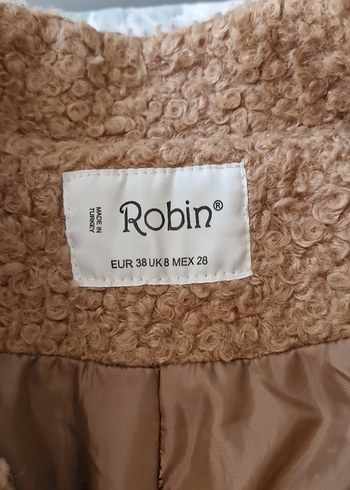 MADE IN
TURKEY
Robin®
EUR 38 UK 8 MEX 28